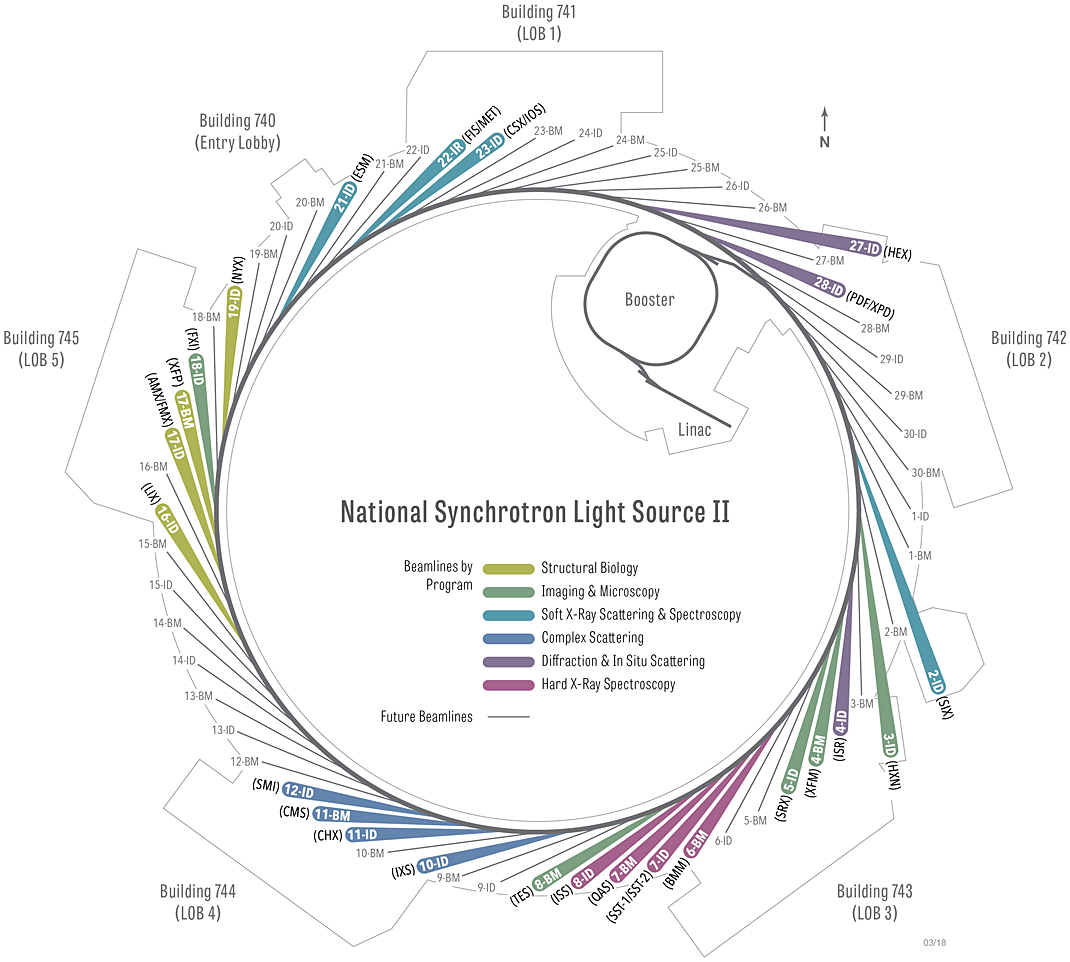 Building 741
(LOB 1)
Building 740
(Entry Lobby)
N
Building 745
(LOB 5)
Building 742
(LOB 2)
Building 744
(LOB 4)
Building 743
(LOB 3)
Booster
Linac
National Synchrotron Light Source II
Beamlines by
Program
Structural Biology
Imaging & Microscopy
Soft X-Ray Scattering & Spectroscopy
Complex Scattering
Diffraction & In Situ Scattering
Hard X-Ray Spectroscopy
Future Beamlines
22-ID
22-IR (FIS/MET)
23-ID (CSX/IOS)
23-BM
24-ID
24-BM
25-ID
25-BM
26-ID
26-BM
27-ID (HEX)
27-BM
28-ID (PDF/XPD)
28-BM
29-ID
29-BM
30-ID
30-BM
1-ID
1-BM
2-ID (SIX)
2-BM
3-ID (HXN)
3-BM
4-ID (ISR)
4-BM (XFM)
5-ID (SRX)
5-BM
6-ID
6-BM (BMM)
7-ID (SST-1/SST-2)
7-BM (QAS)
8-ID (ISS)
8-BM (TES)
9-ID
9-BM
(IXS) 10-ID
10-BM
(CHX) 11-ID
(CMS) 11-BM
(SMI) 12-ID
12-BM
13-ID
13-BM
14-ID
14-BM
15-ID
15-BM
(LIX) 16-ID
16-BM
(AMX/FMX) 17-ID
(XFP) 17-BM
(FXI) 18-ID
18-BM
19-ID (NYX)
19-BM
20-ID
20-BM
21-ID (ESM)
21-BM
03/18